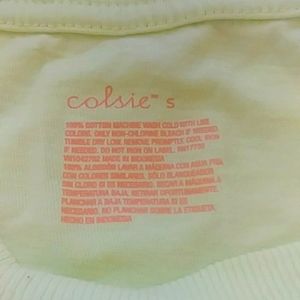 colsie™ S
100% COTTON MACHINE WASH COLD WITH LIKE
COLORS. ONLY NON-CHLORINE BLEACH IF NEEDED.
TUMBLE DRY LOW. REMOVE PROMPTLY. COOL IRON
IF NEEDED. DO NOT IRON ON LABEL. RN17730
MADE IN INDONESIA
100% ALGODÓN LAVAR A MÁQUINA CON AGUA FRÍA
CON COLORES SIMILARES. SÓLO BLANQUEADOR
SIN CLORO SI ES NECESARIO. SECAR A MÁQUINA A
TEMPERATURA BAJA. RETIRAR OPORTUNAMENTE.
PLANCHAR A BAJA TEMPERATURA SI ES
NECESARIO. NO PLANCHAR SOBRE LA ETIQUETA.
HECHO EN INDONESIA